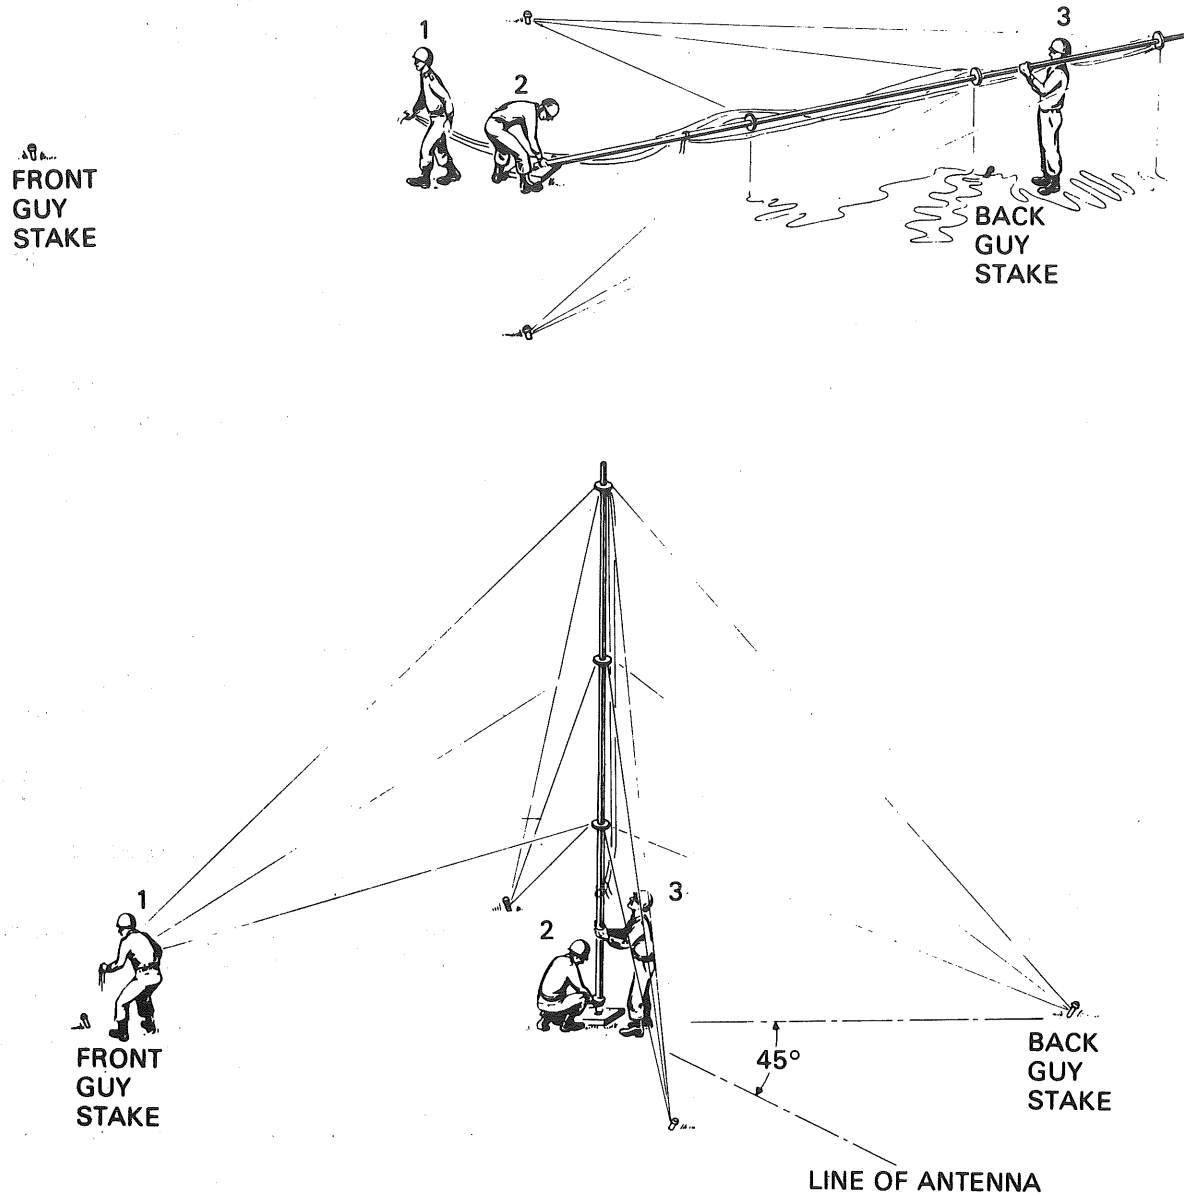 1
2
3
FRONT
GUY
STAKE
BACK
GUY
STAKE
1
2
3
FRONT
GUY
STAKE
45°
BACK
GUY
STAKE
LINE OF ANTENNA